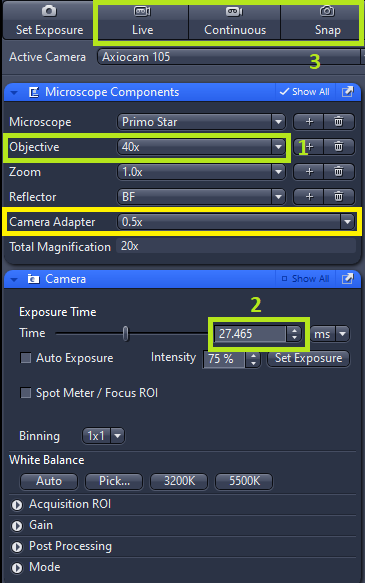 Set Exposure Live Continuous Snap
Active Camera Axiocam 105 3
Microscope Components Show All
Microscope Primo Star
Objective 40x 1
Zoom 1.0x
Reflector BF
Camera Adapter 0.5x
Total Magnification 20x
Camera Show All
Exposure Time 2
Time 27.465 ms
Auto Exposure Intensity 75 % Set Exposure
Spot Meter / Focus ROI
Binning 1x1
White Balance
Auto Pick... 3200K 5500K
Acquisition ROI
Gain
Post Processing
Mode